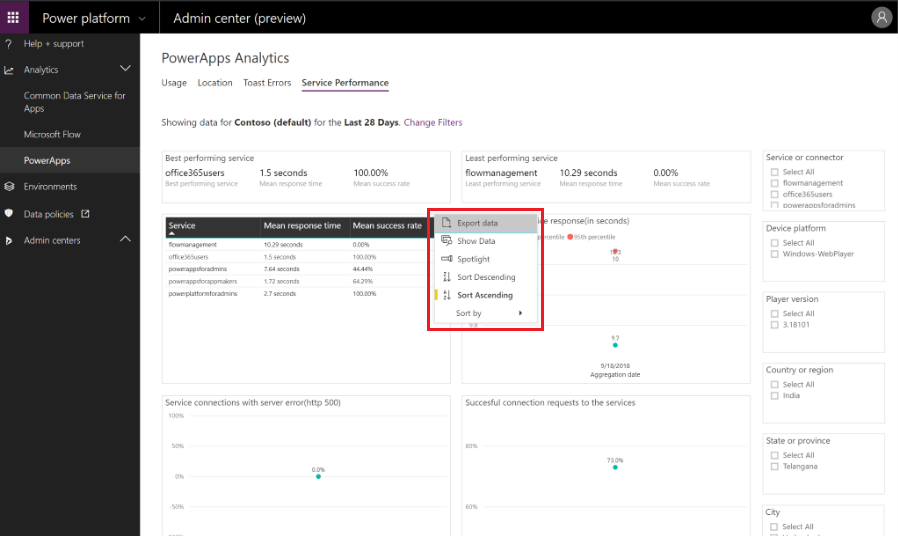 Power platform
Admin center (preview)
Help + support
Analytics
Common Data Service for
Apps
Microsoft Flow
PowerApps
Environments
Data policies
Admin centers
PowerApps Analytics
Usage Location Toast Errors Service Performance
Showing data for Contoso (default) for the Last 28 Days. Change Filters
Best performing service
office365users 1.5 seconds 100.00%
Best performing service Mean response time Mean success rate
Least performing service
flowmanagement 10.29 seconds 0.00%
Least performing service Mean response time Mean success rate
Service Mean response time Mean success rate
flowmanagement 10.29 seconds 0.00%
office365users 1.5 seconds 100.00%
powerappsforadmins 7.64 seconds 44.44%
powerappsforappmakers 1.72 seconds 64.29%
powerplatformforadmins 2.7 seconds 100.00%
Export data
Show Data
Spotlight
Sort Descending
Sort Ascending
Sort by
response(in seconds)
95th percentile
10
9.7
9/18/2018
Aggregation date
Service connections with server error(http 500)
100%
50%
0%
-50%
0.0%
Succesful connection requests to the services
80%
60%
73.0%
Service or connector
Select All
flowmanagement
office365users
powerappsforadmins
Device platform
Select All
Windows-WebPlayer
Player version
Select All
3.18101
Country or region
Select All
India
State or province
Select All
Telangana
City
Select All